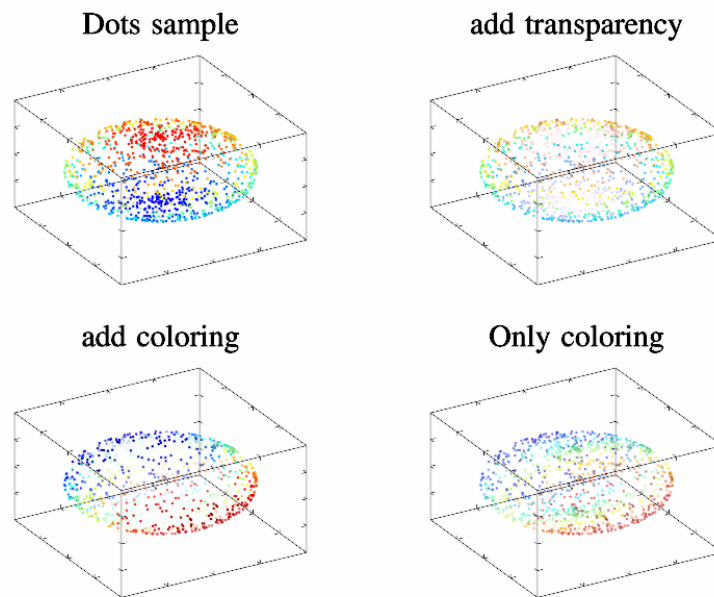 Dots sample
add transparency
add coloring
Only coloring